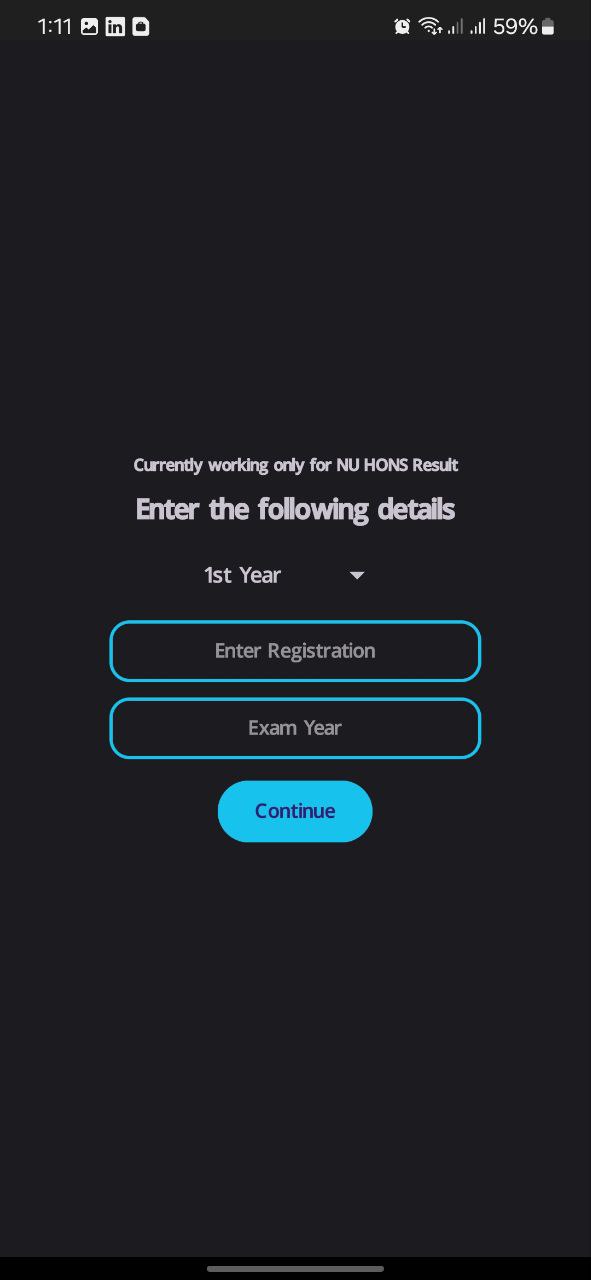 1:11 in 59%
Currently working only for NU HONS Result
Enter the following details
1st Year
Enter Registration
Exam Year
Continue